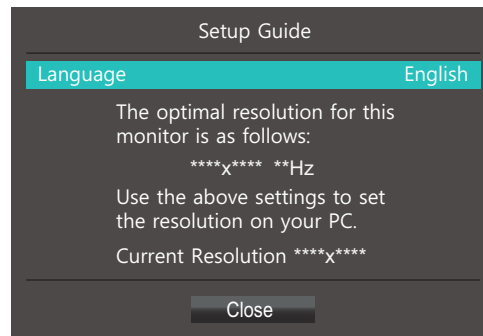 Setup Guide
Language English
The optimal resolution for this
monitor is as follows:
****x**** **Hz
Use the above settings to set
the resolution on your PC.
Current Resolution ****x****
Close